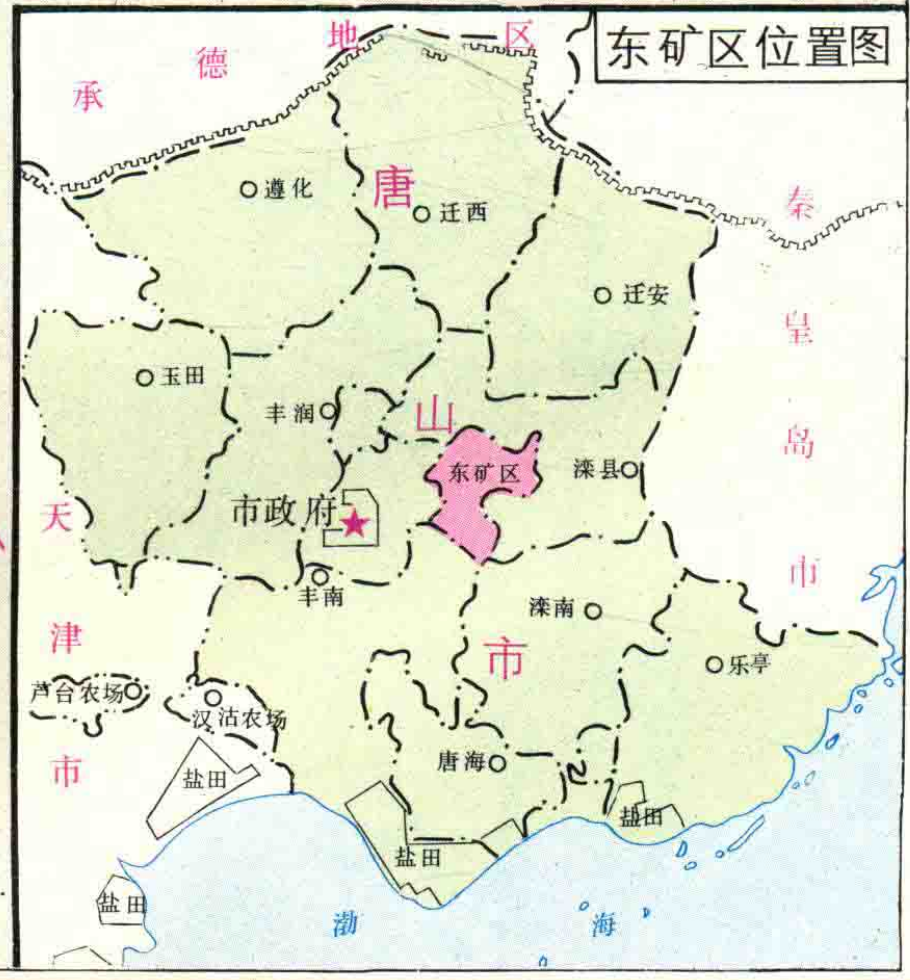 东矿区位置图
承德地区
秦皇岛市
天津市
唐山市
遵化
迁西
迁安
玉田
丰润
东矿区
滦县
市政府
丰南
滦南
乐亭
芦台农场
汉沽农场
唐海
盐田
盐田
盐田
盐田
渤海